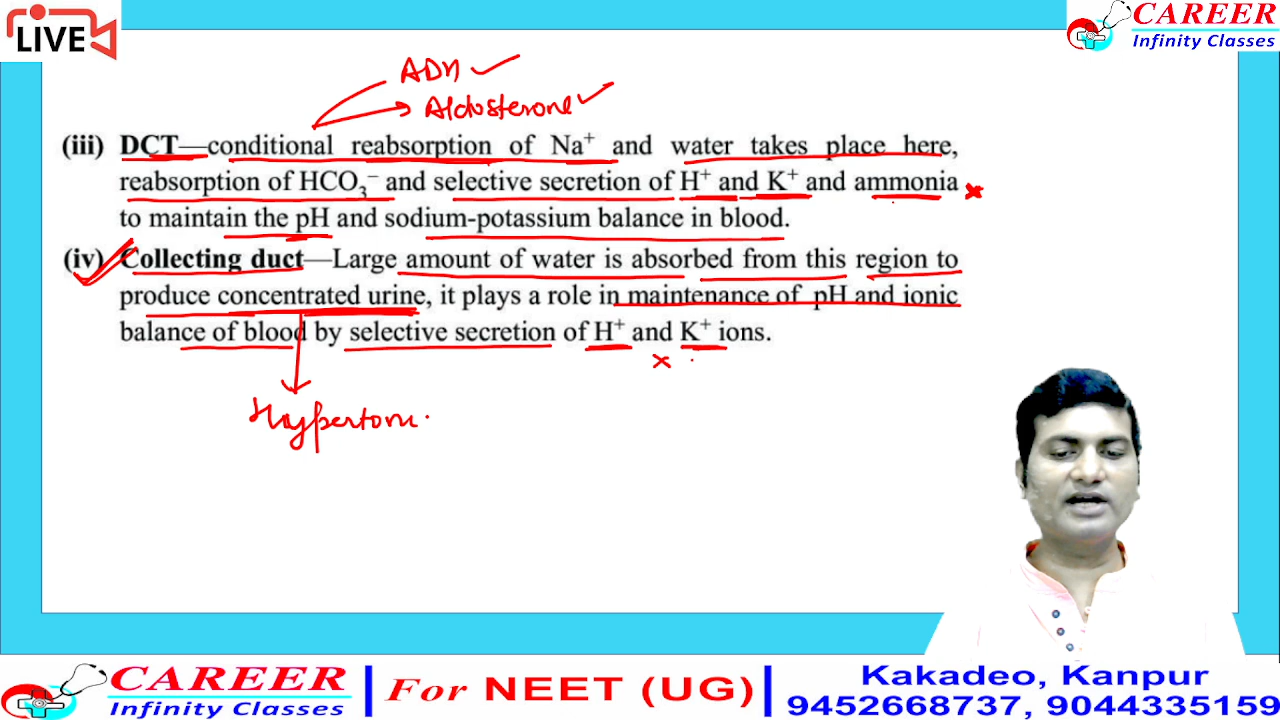 LIVE
CAREER
Infinity Classes
ADH
Aldosterone
(iii) DCT—conditional reabsorption of Na⁺ and water takes place here,
reabsorption of HCO₃⁻ and selective secretion of H⁺ and K⁺ and ammonia
to maintain the pH and sodium-potassium balance in blood.
(iv) Collecting duct—Large amount of water is absorbed from this region to
produce concentrated urine, it plays a role in maintenance of pH and ionic
balance of blood by selective secretion of H⁺ and K⁺ ions.
CAREER
Infinity Classes
For NEET (UG)
Kakadeo, Kanpur
9452668737, 9044335159